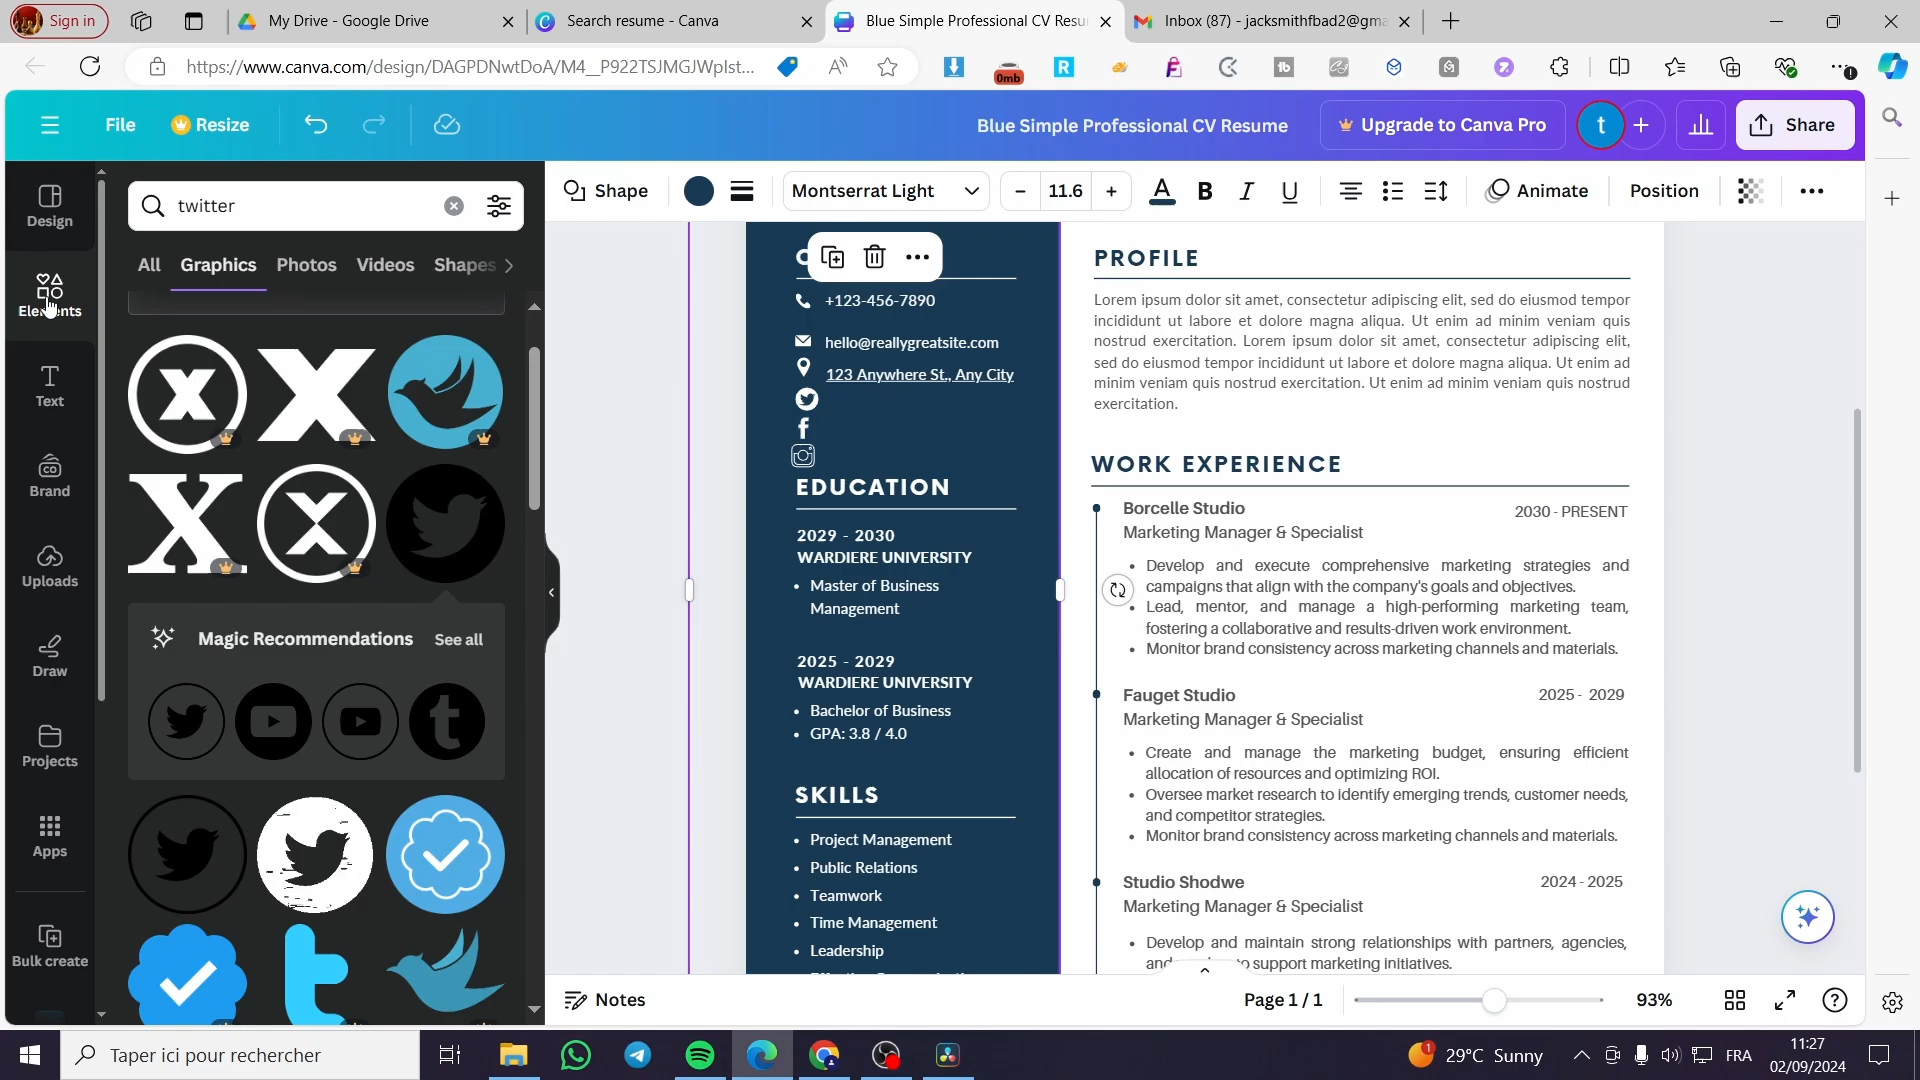 Sign in
My Drive - Google Drive
Search resume - Canva
Blue Simple Professional CV Resu
Inbox (87) - jacksmithfbad2@gma
https://www.canva.com/design/DAGPDNwtDoA/M4__P922TSJMGJWpIst...
0mb
File
Resize
Blue Simple Professional CV Resume
Upgrade to Canva Pro
t
Share
Design
Elements
Text
Brand
Uploads
Draw
Projects
Apps
Bulk create
twitter
All
Graphics
Photos
Videos
Shapes
Magic Recommendations
See all
Shape
Montserrat Light
11.6
Animate
Position
+123-456-7890
hello@reallygreatsite.com
123 Anywhere St., Any City
EDUCATION
2029 - 2030
WARDIERE UNIVERSITY
• Master of Business
Management
2025 - 2029
WARDIERE UNIVERSITY
• Bachelor of Business
• GPA: 3.8 / 4.0
SKILLS
• Project Management
• Public Relations
• Teamwork
• Time Management
• Leadership
PROFILE
Lorem ipsum dolor sit amet, consectetur adipiscing elit, sed do eiusmod tempor
incididunt ut labore et dolore magna aliqua. Ut enim ad minim veniam quis
nostrud exercitation. Lorem ipsum dolor sit amet, consectetur adipiscing elit,
sed do eiusmod tempor incididunt ut labore et dolore magna aliqua. Ut enim ad
minim veniam quis nostrud exercitation. Ut enim ad minim veniam quis nostrud
exercitation.
WORK EXPERIENCE
Borcelle Studio
2030 - PRESENT
Marketing Manager & Specialist
• Develop and execute comprehensive marketing strategies and
campaigns that align with the company's goals and objectives.
• Lead, mentor, and manage a high-performing marketing team,
fostering a collaborative and results-driven work environment.
• Monitor brand consistency across marketing channels and materials.
Fauget Studio
2025 - 2029
Marketing Manager & Specialist
• Create and manage the marketing budget, ensuring efficient
allocation of resources and optimizing ROI.
• Oversee market research to identify emerging trends, customer needs,
and competitor strategies.
• Monitor brand consistency across marketing channels and materials.
Studio Shodwe
2024 - 2025
Marketing Manager & Specialist
• Develop and maintain strong relationships with partners, agencies,
to support marketing initiatives.
Notes
Page 1 / 1
93%
Taper ici pour rechercher
29°C Sunny
FRA
11:27
02/09/2024